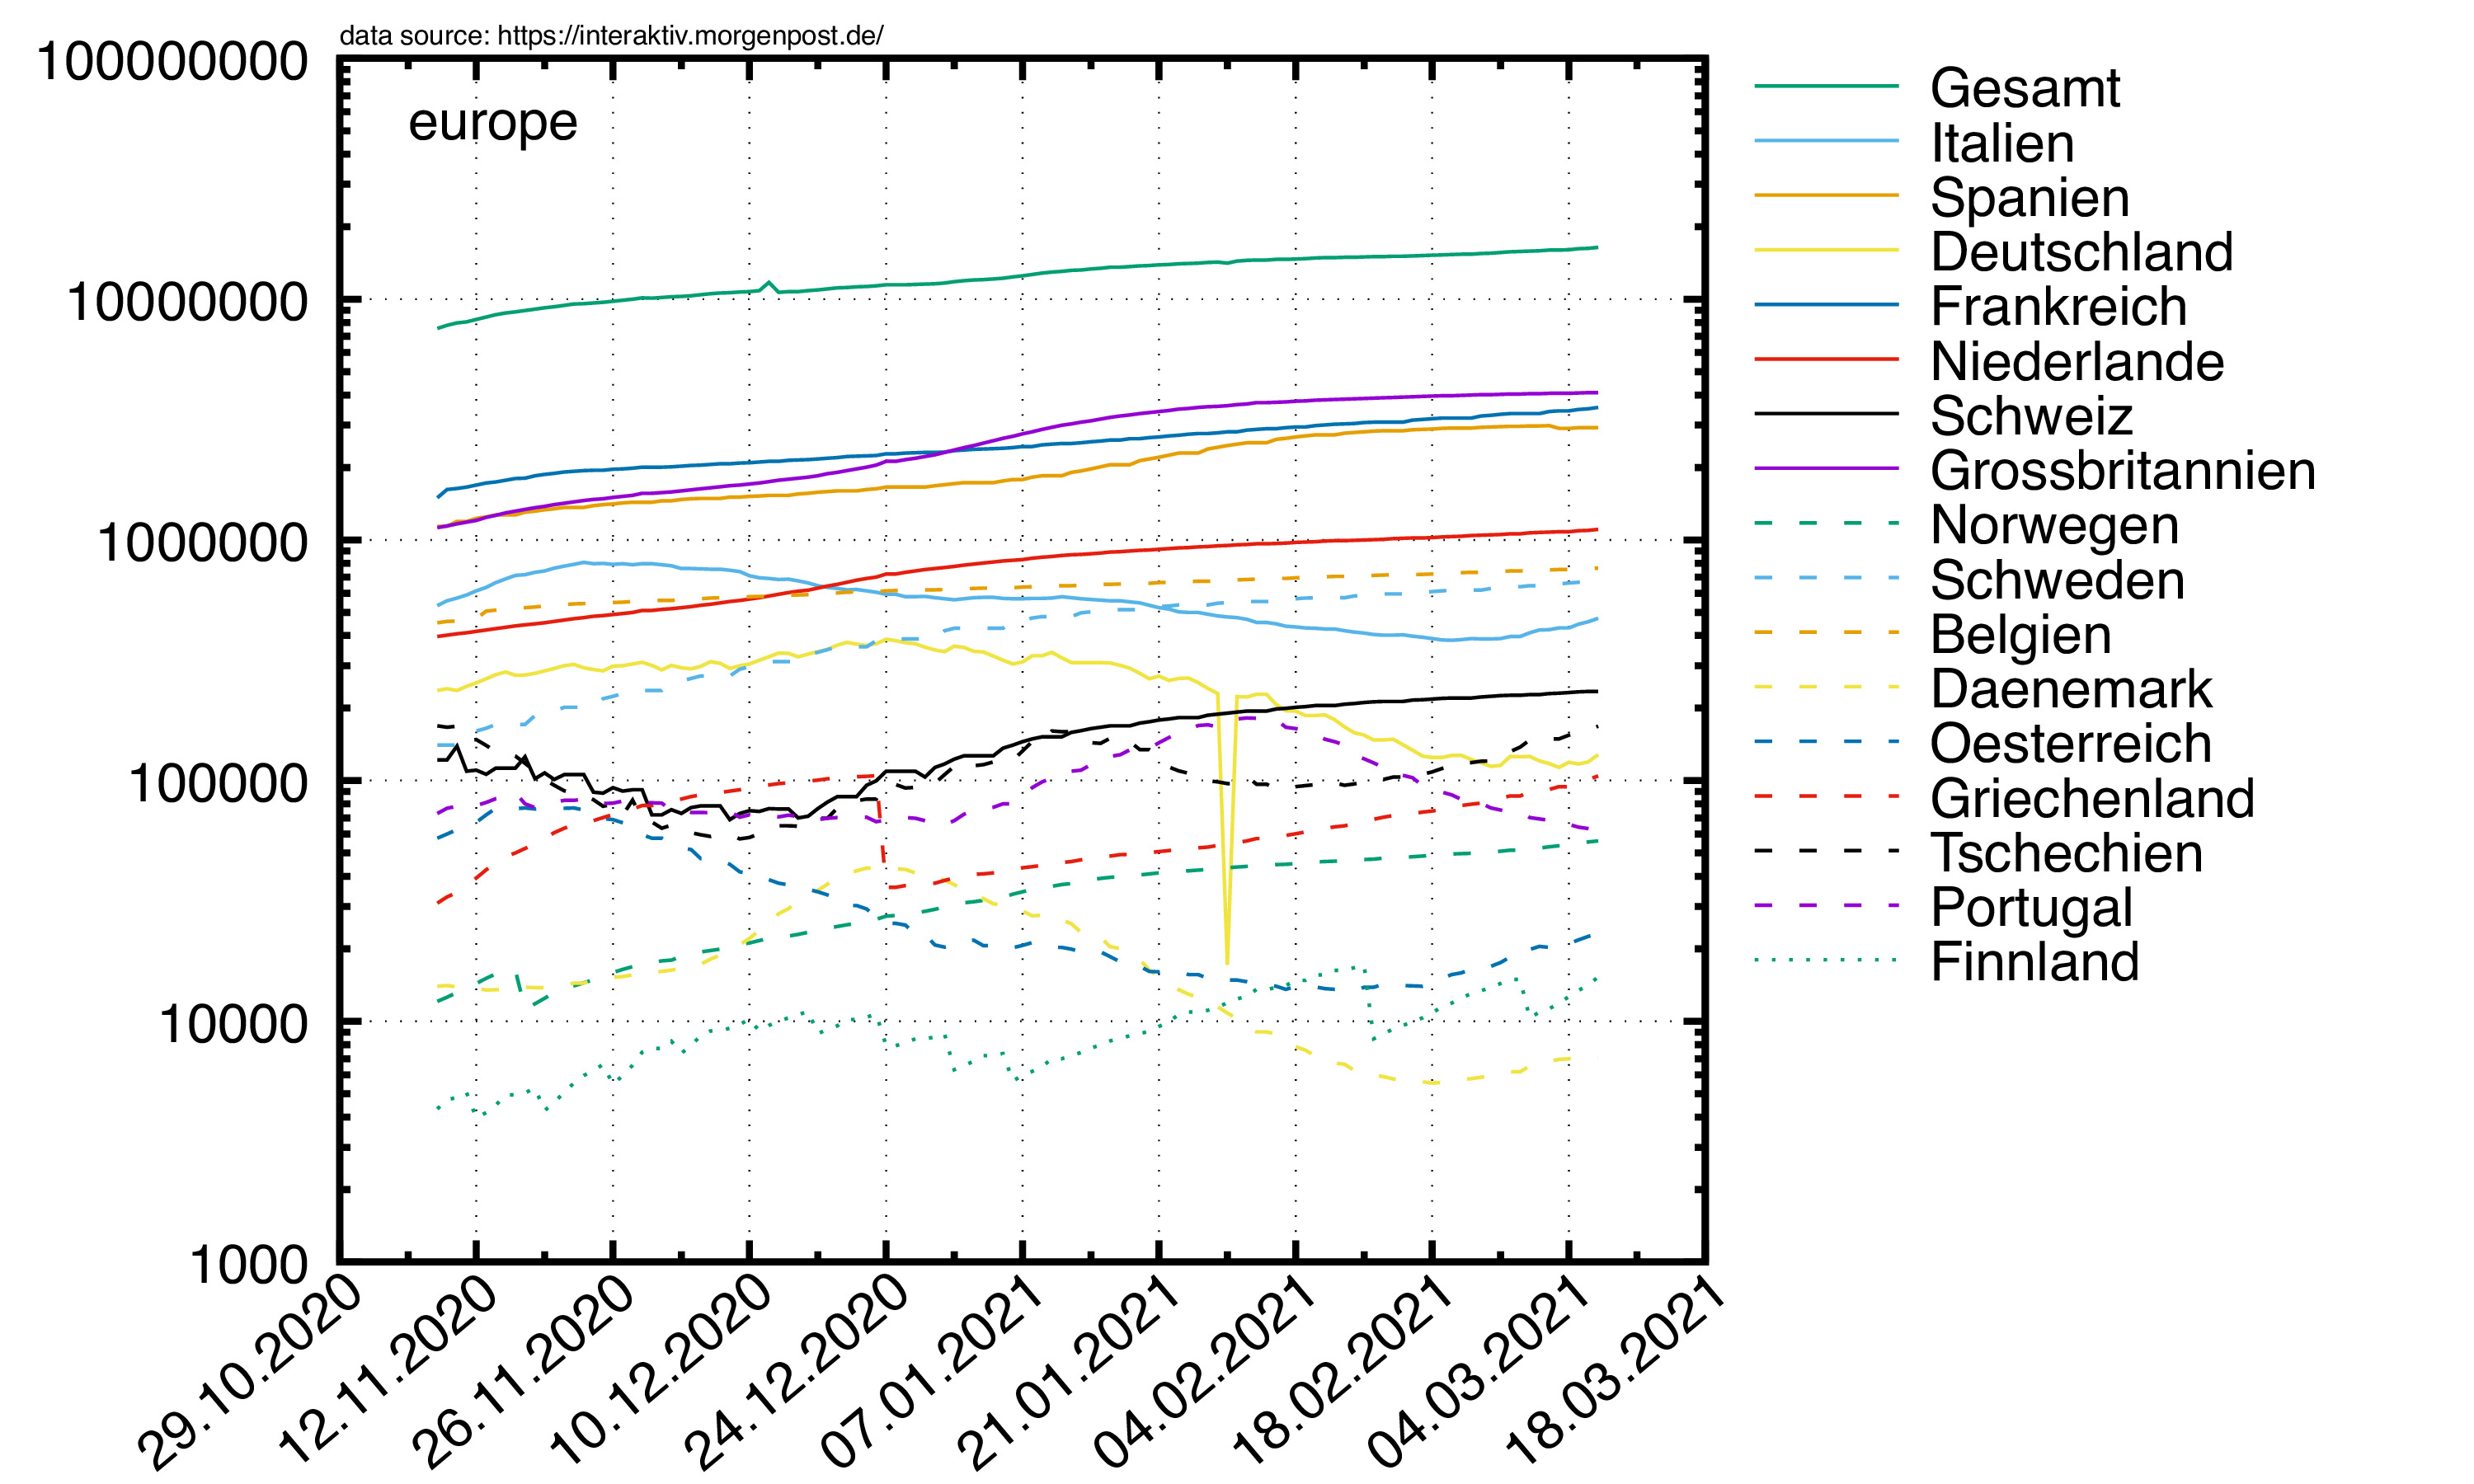 data source: https://interaktiv.morgenpost.de/
europe
100000000
10000000
1000000
100000
10000
1000
29.10.2020
12.11.2020
26.11.2020
10.12.2020
24.12.2020
07.01.2021
21.01.2021
04.02.2021
18.02.2021
04.03.2021
18.03.2021
Gesamt
Italien
Spanien
Deutschland
Frankreich
Niederlande
Schweiz
Grossbritannien
Norwegen
Schweden
Belgien
Daenemark
Oesterreich
Griechenland
Tschechien
Portugal
Finnland